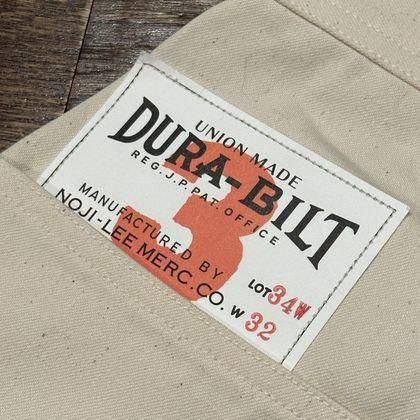 UNION MADE
DURA-BILT
REG. J.P. PAT. OFFICE
3
MANUFACTURED BY
NOJI-LEE MERC. CO.
LOT 34W
W 32